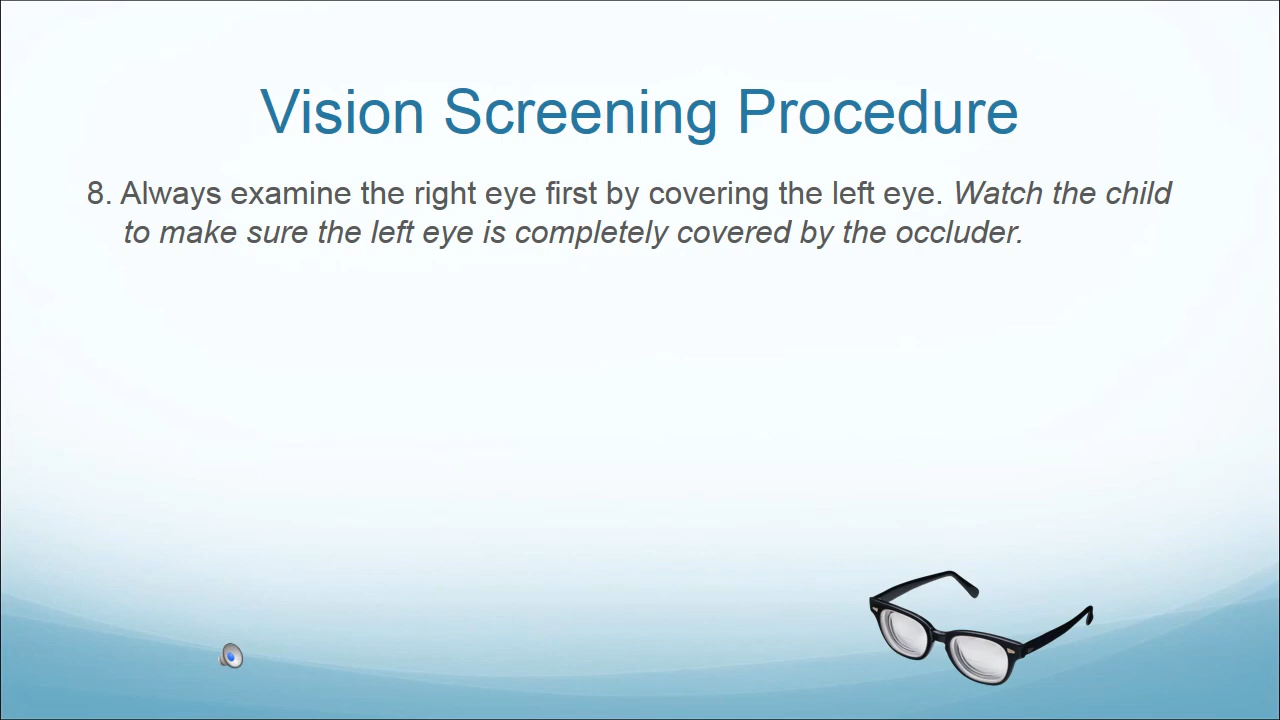 Vision Screening Procedure
8. Always examine the right eye first by covering the left eye. Watch the child
to make sure the left eye is completely covered by the occluder.